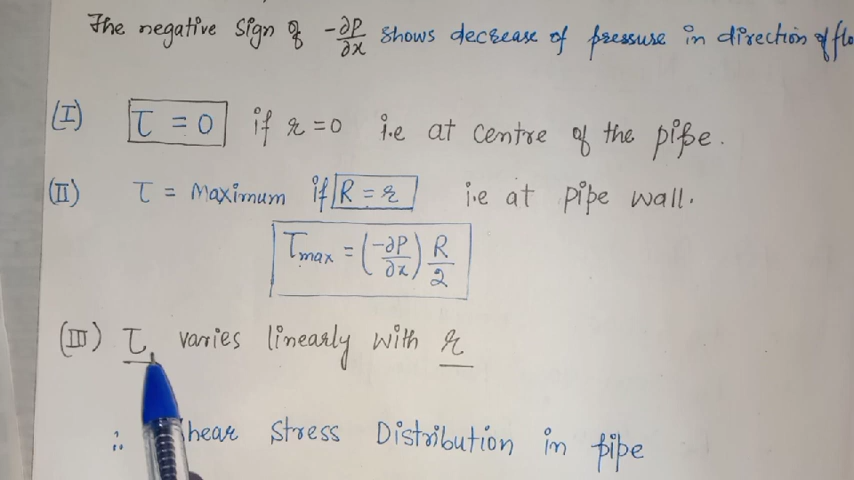 The negative sign of -∂P/∂x shows decrease of pressure in direction of flo
(I) τ = 0 if r = 0 i.e at centre of the pipe.
(II) τ = maximum if R = r i.e at pipe wall.
τmax = (-∂P/∂x) R/2
(III) τ varies linearly with r
∴ Shear Stress Distribution in pipe